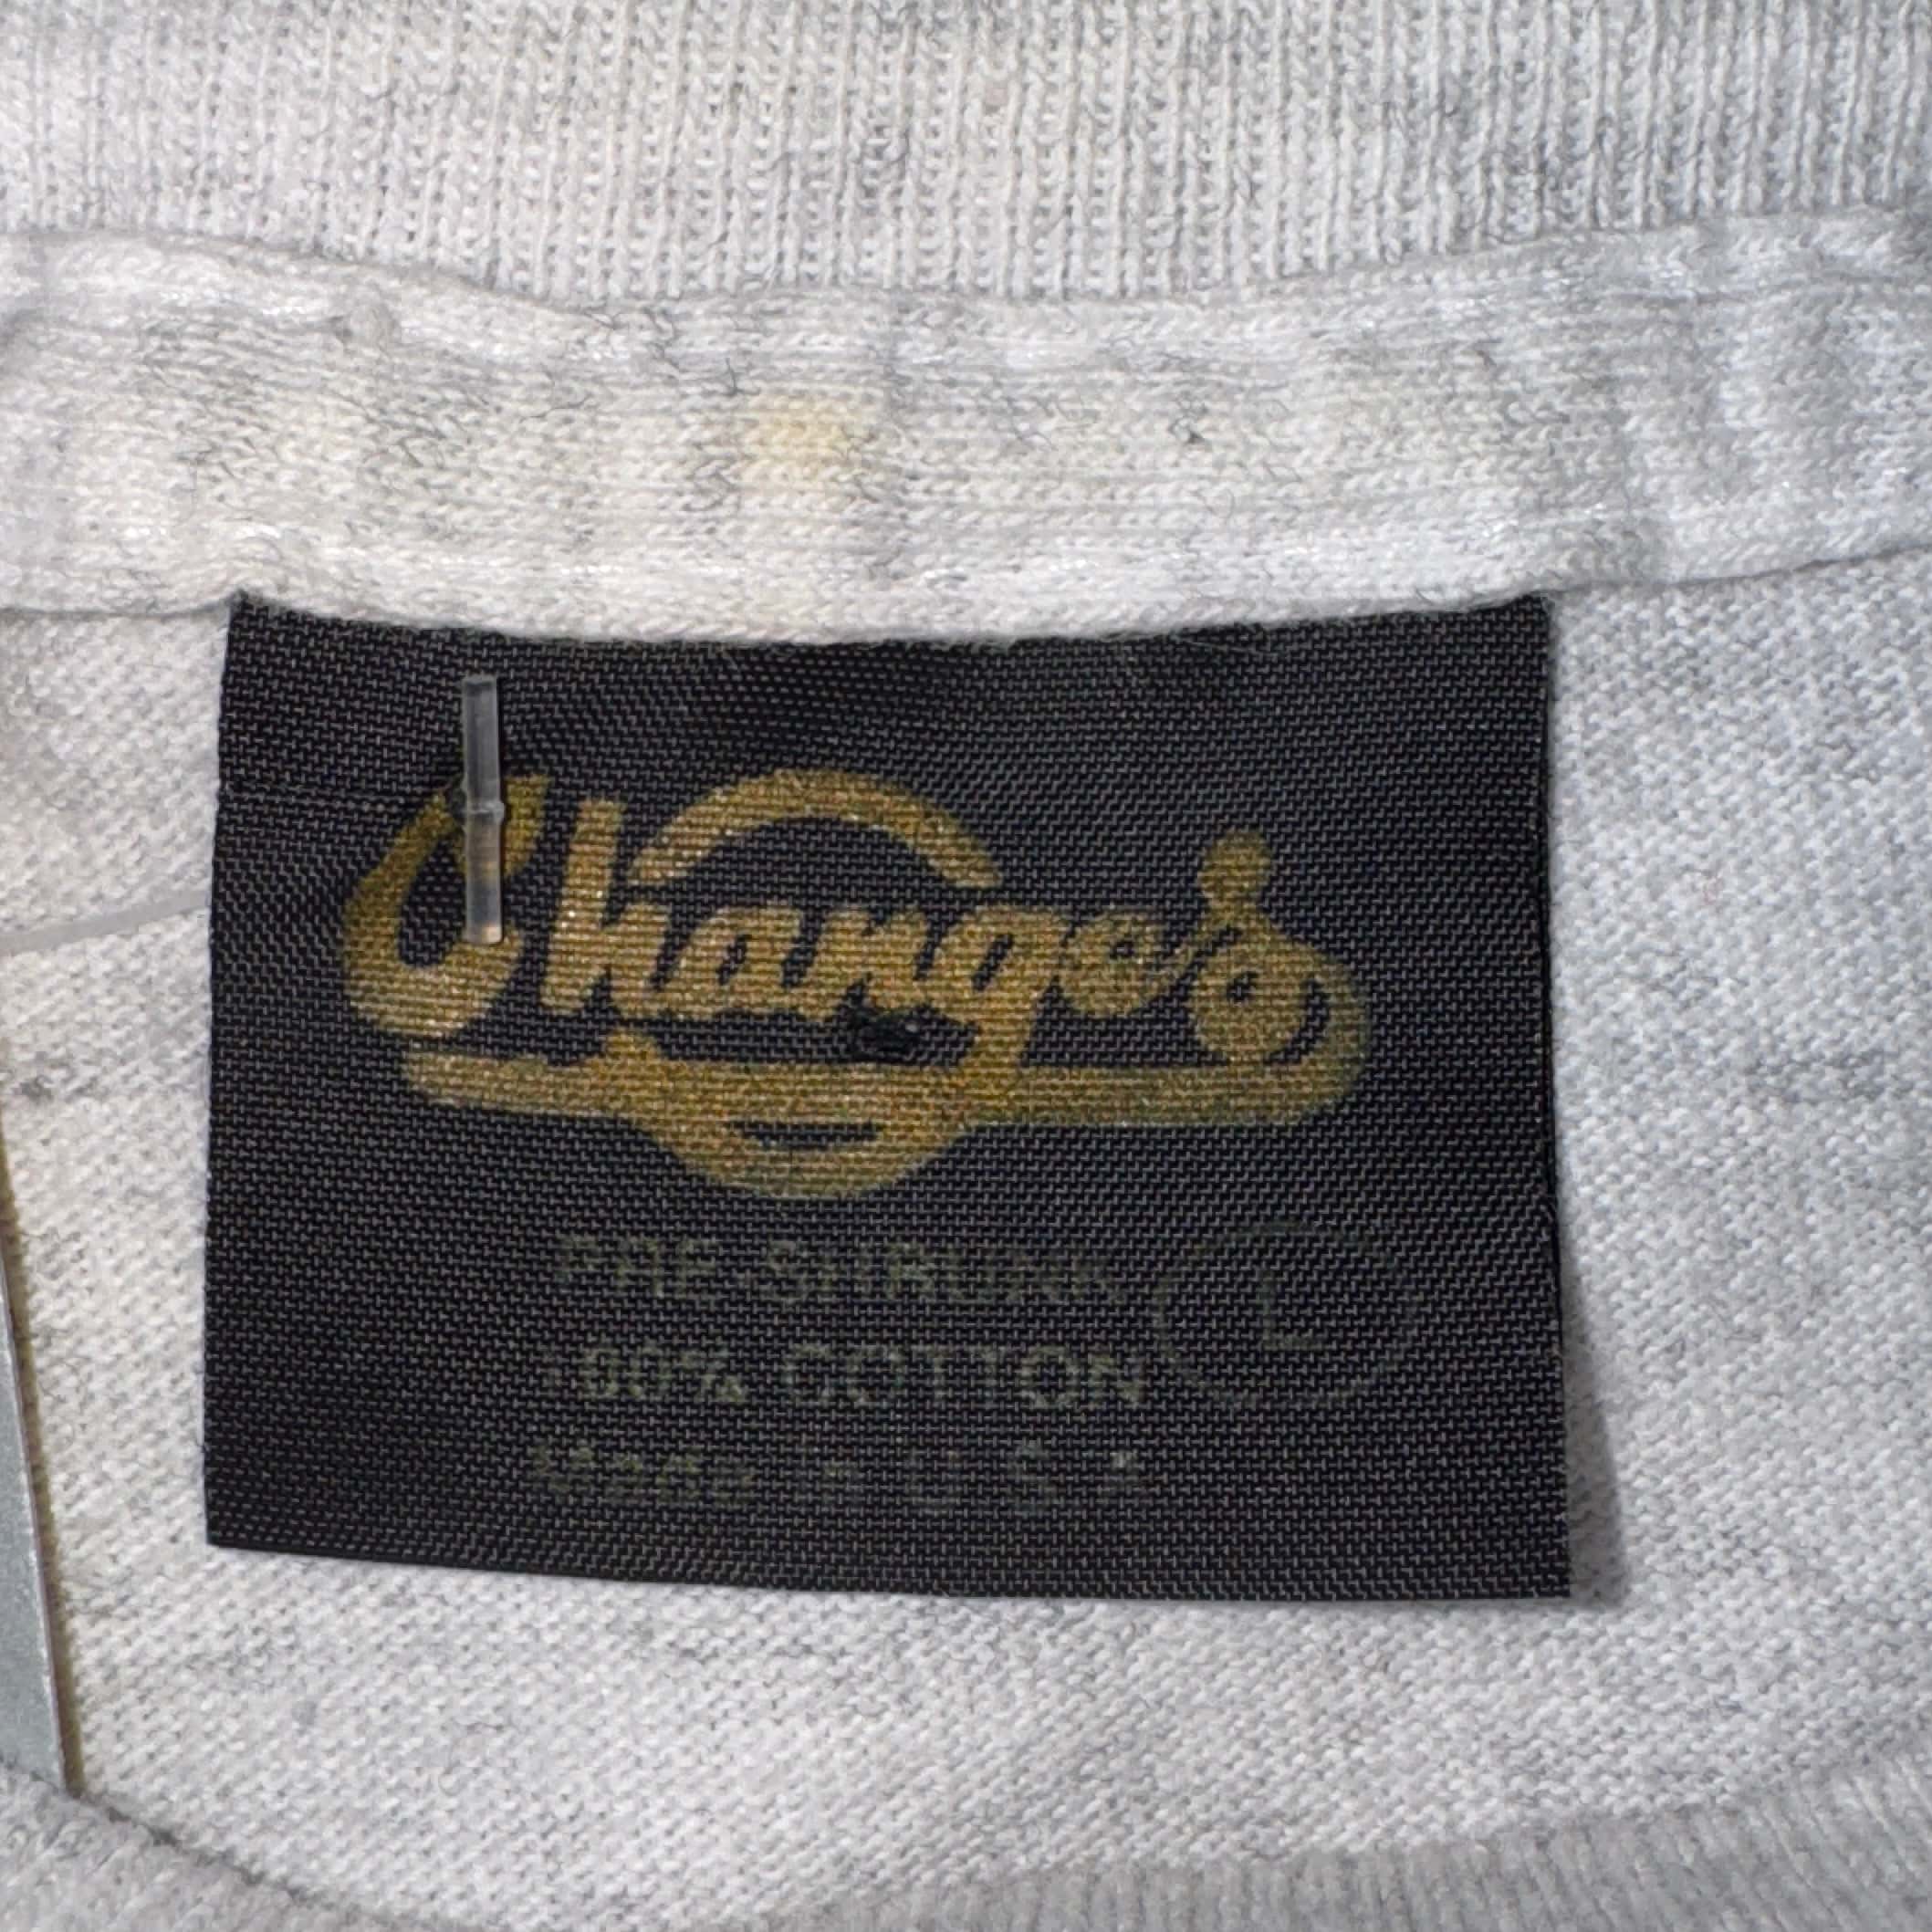 Changes
PRE-SHRUNK
L
100% COTTON